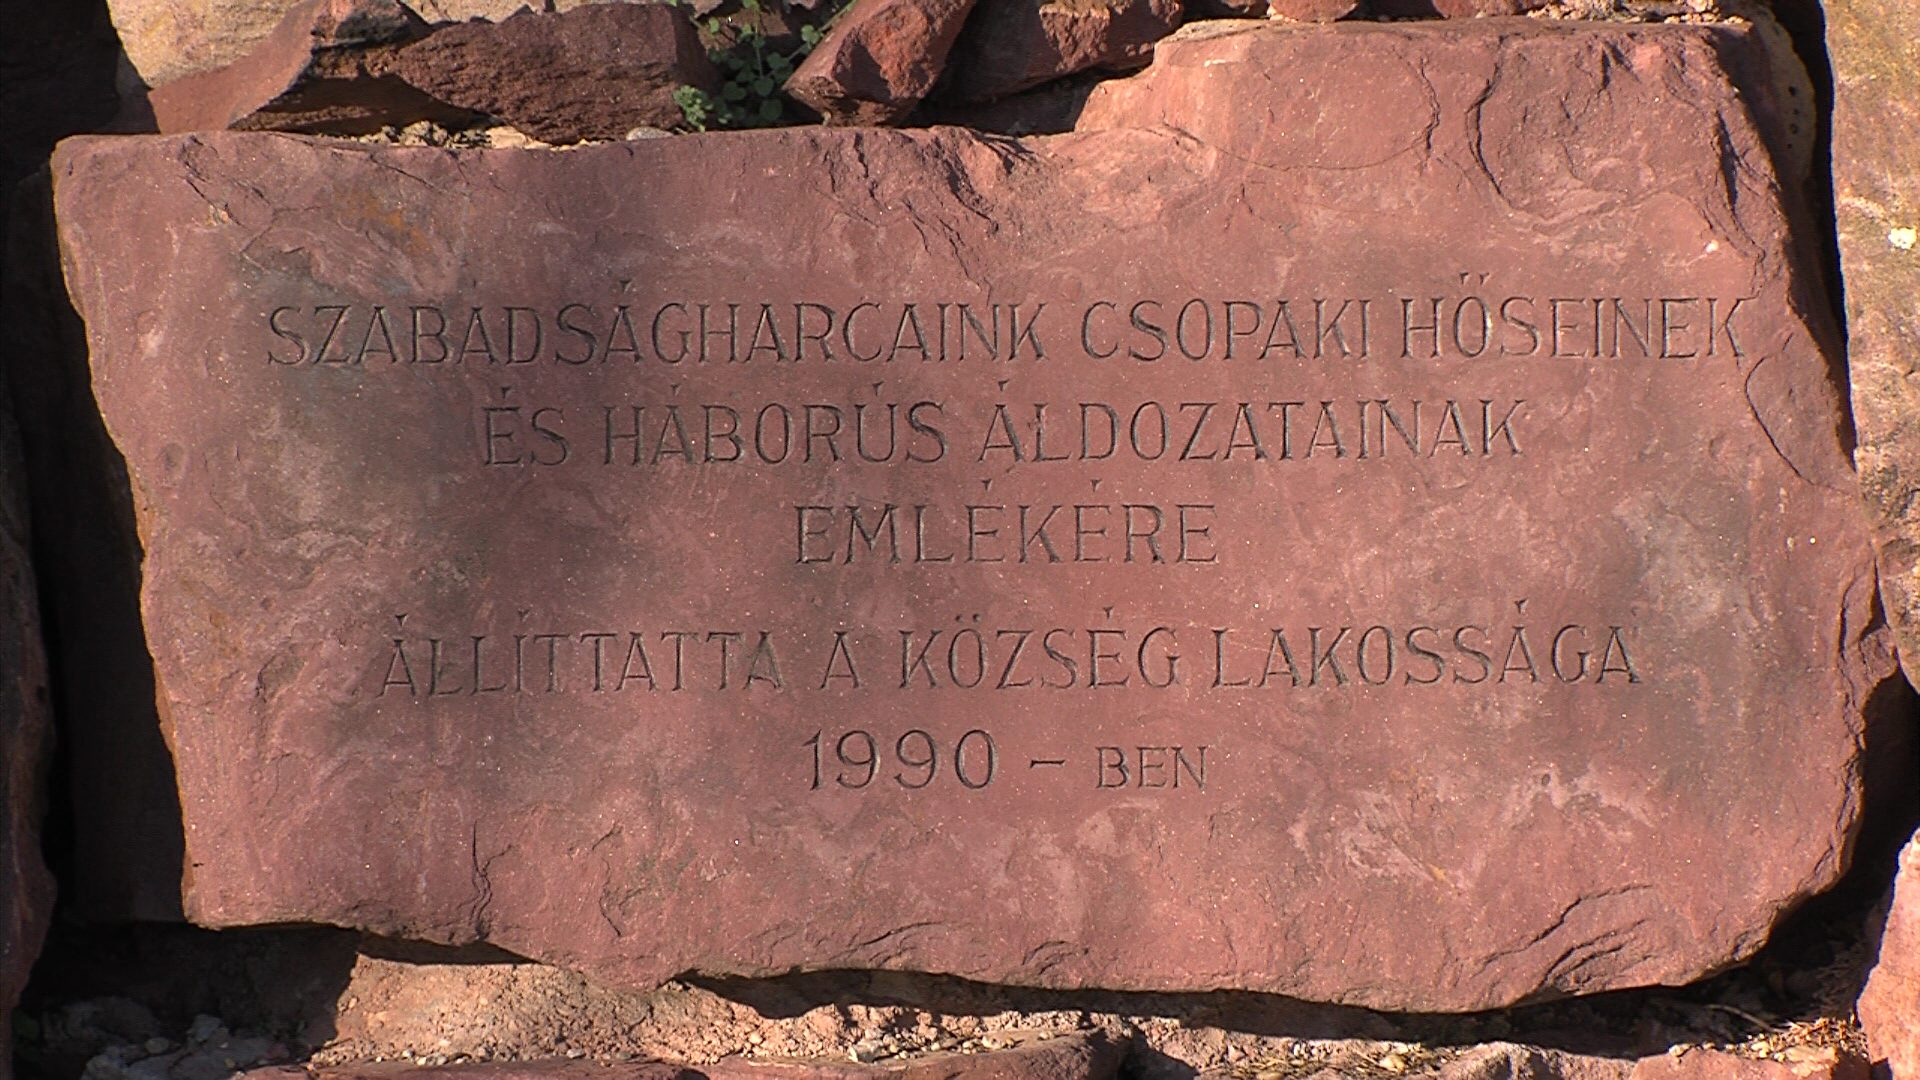 SZABADSÁGHARCAINK CSOPAKI HŐSEINEK
ÉS HÁBORÚS ÁLDOZATAINAK
EMLÉKÉRE
ÁLLÍTTATTA A KÖZSÉG LAKOSSÁGA
1990 - BEN